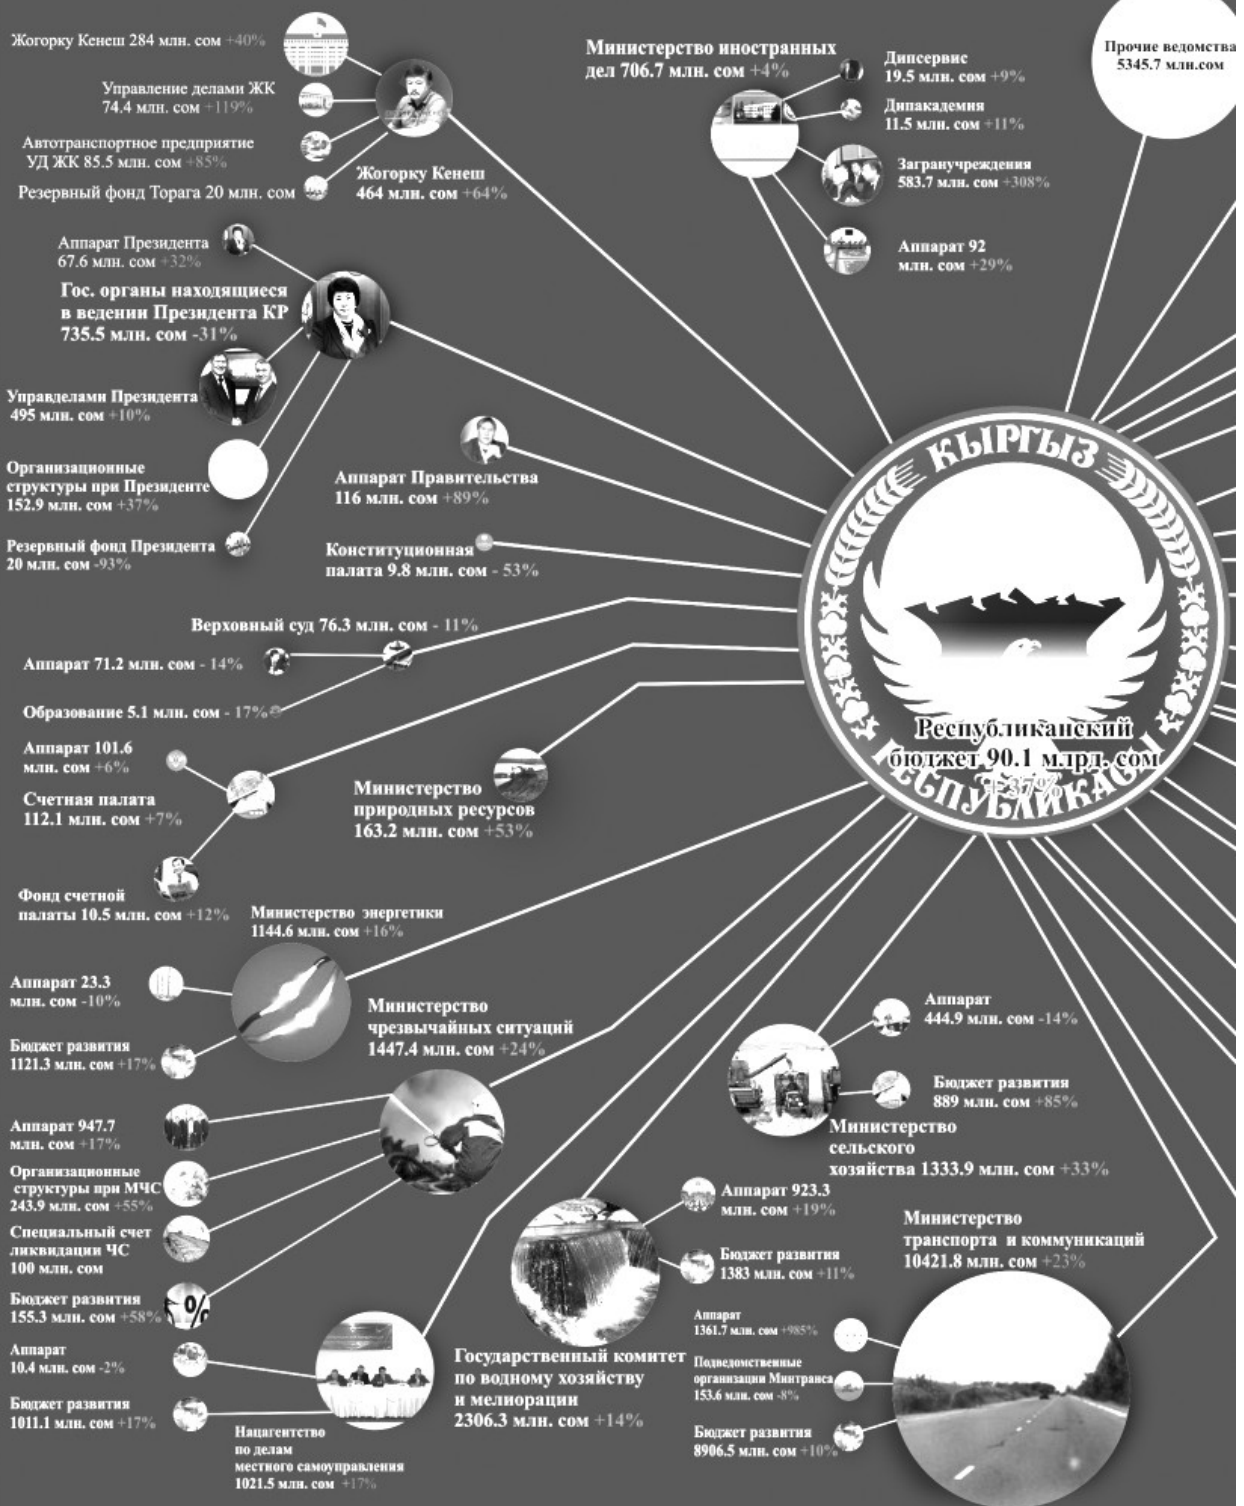 Жогорку Кенеш 284 млн. сом +40%
Управление делами ЖК
74.4 млн. сом +119%
Автотранспортное предприятие
УД ЖК 85.5 млн. сом +85%
Резервный фонд Торага 20 млн. сом
Жогорку Кенеш
464 млн. сом +64%
Министерство иностранных
дел 706.7 млн. сом +4%
Дипсервис
19.5 млн. сом +9%
Дипакадемия
11.5 млн. сом +11%
Загранучреждения
583.7 млн. сом +308%
Аппарат 92
млн. сом +29%
Прочие ведомства
5345.7 млн.сом
Аппарат Президента
67.6 млн. сом +32%
Гос. органы находящиеся
в ведении Президента КР
735.5 млн. сом -31%
Управделами Президента
495 млн. сом +10%
Организационные
структуры при Президенте
152.9 млн. сом +37%
Резервный фонд Президента
20 млн. сом -93%
Аппарат Правительства
116 млн. сом +89%
Конституционная
палата 9.8 млн. сом - 53%
Верховный суд 76.3 млн. сом - 11%
Аппарат 71.2 млн. сом - 14%
Образование 5.1 млн. сом - 17%
Аппарат 101.6
млн. сом +6%
Счетная палата
112.1 млн. сом +7%
Фонд счетной
палаты 10.5 млн. сом +12%
Министерство
природных ресурсов
163.2 млн. сом +53%
КЫРГЫЗ
Республиканский
бюджет 90.1 млрд. сом
+37%
РЕСПУБЛИКАСЫ
Министерство энергетики
1144.6 млн. сом +16%
Аппарат 23.3
млн. сом -10%
Бюджет развития
1121.3 млн. сом +17%
Министерство
чрезвычайных ситуаций
1447.4 млн. сом +24%
Аппарат 947.7
млн. сом +17%
Организационные
структуры при МЧС
243.9 млн. сом +55%
Специальный счет
ликвидации ЧС
100 млн. сом
Бюджет развития
155.3 млн. сом +58%
%
Аппарат
10.4 млн. сом -2%
Бюджет развития
1011.1 млн. сом +17%
Нацагентство
по делам
местного самоуправления
1021.5 млн. сом +17%
Аппарат
444.9 млн. сом -14%
Бюджет развития
889 млн. сом +85%
Министерство
сельского
хозяйства 1333.9 млн. сом +33%
Аппарат 923.3
млн. сом +19%
Бюджет развития
1383 млн. сом +11%
Государственный комитет
по водному хозяйству
и мелиорации
2306.3 млн. сом +14%
Министерство
транспорта и коммуникаций
10421.8 млн. сом +23%
Аппарат
1361.7 млн. сом +985%
Подведомственные
организации Минтранса
153.6 млн. сом -8%
Бюджет развития
8906.5 млн. сом +10%